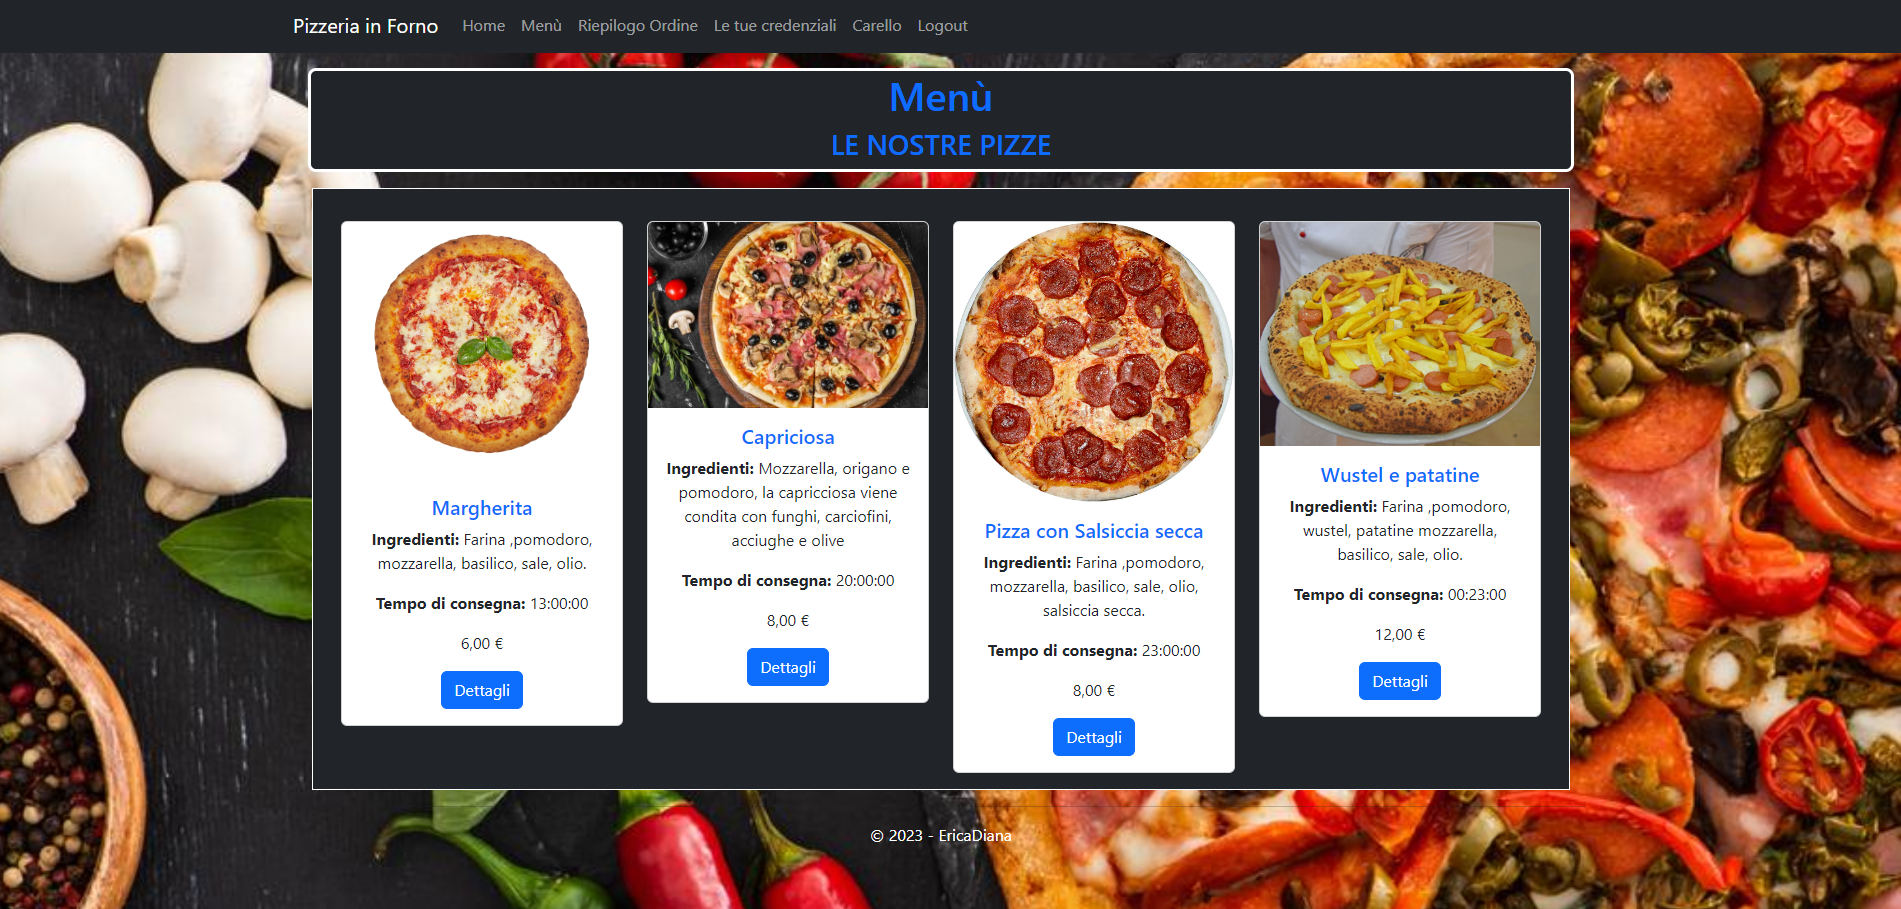 Pizzeria in Forno Home Menù Riepilogo Ordine Le tue credenziali Carello Logout
Menù
LE NOSTRE PIZZE
Margherita
Ingredienti: Farina ,pomodoro,
mozzarella, basilico, sale, olio.
Tempo di consegna: 13:00:00
6,00 €
Dettagli
Capriciosa
Ingredienti: Mozzarella, origano e
pomodoro, la capricciosa viene
condita con funghi, carciofini,
acciughe e olive
Tempo di consegna: 20:00:00
8,00 €
Dettagli
Pizza con Salsiccia secca
Ingredienti: Farina ,pomodoro,
mozzarella, basilico, sale, olio,
salsiccia secca.
Tempo di consegna: 23:00:00
8,00 €
Dettagli
Wustel e patatine
Ingredienti: Farina ,pomodoro,
wustel, patatine mozzarella,
basilico, sale, olio.
Tempo di consegna: 00:23:00
12,00 €
Dettagli
© 2023 - EricaDiana